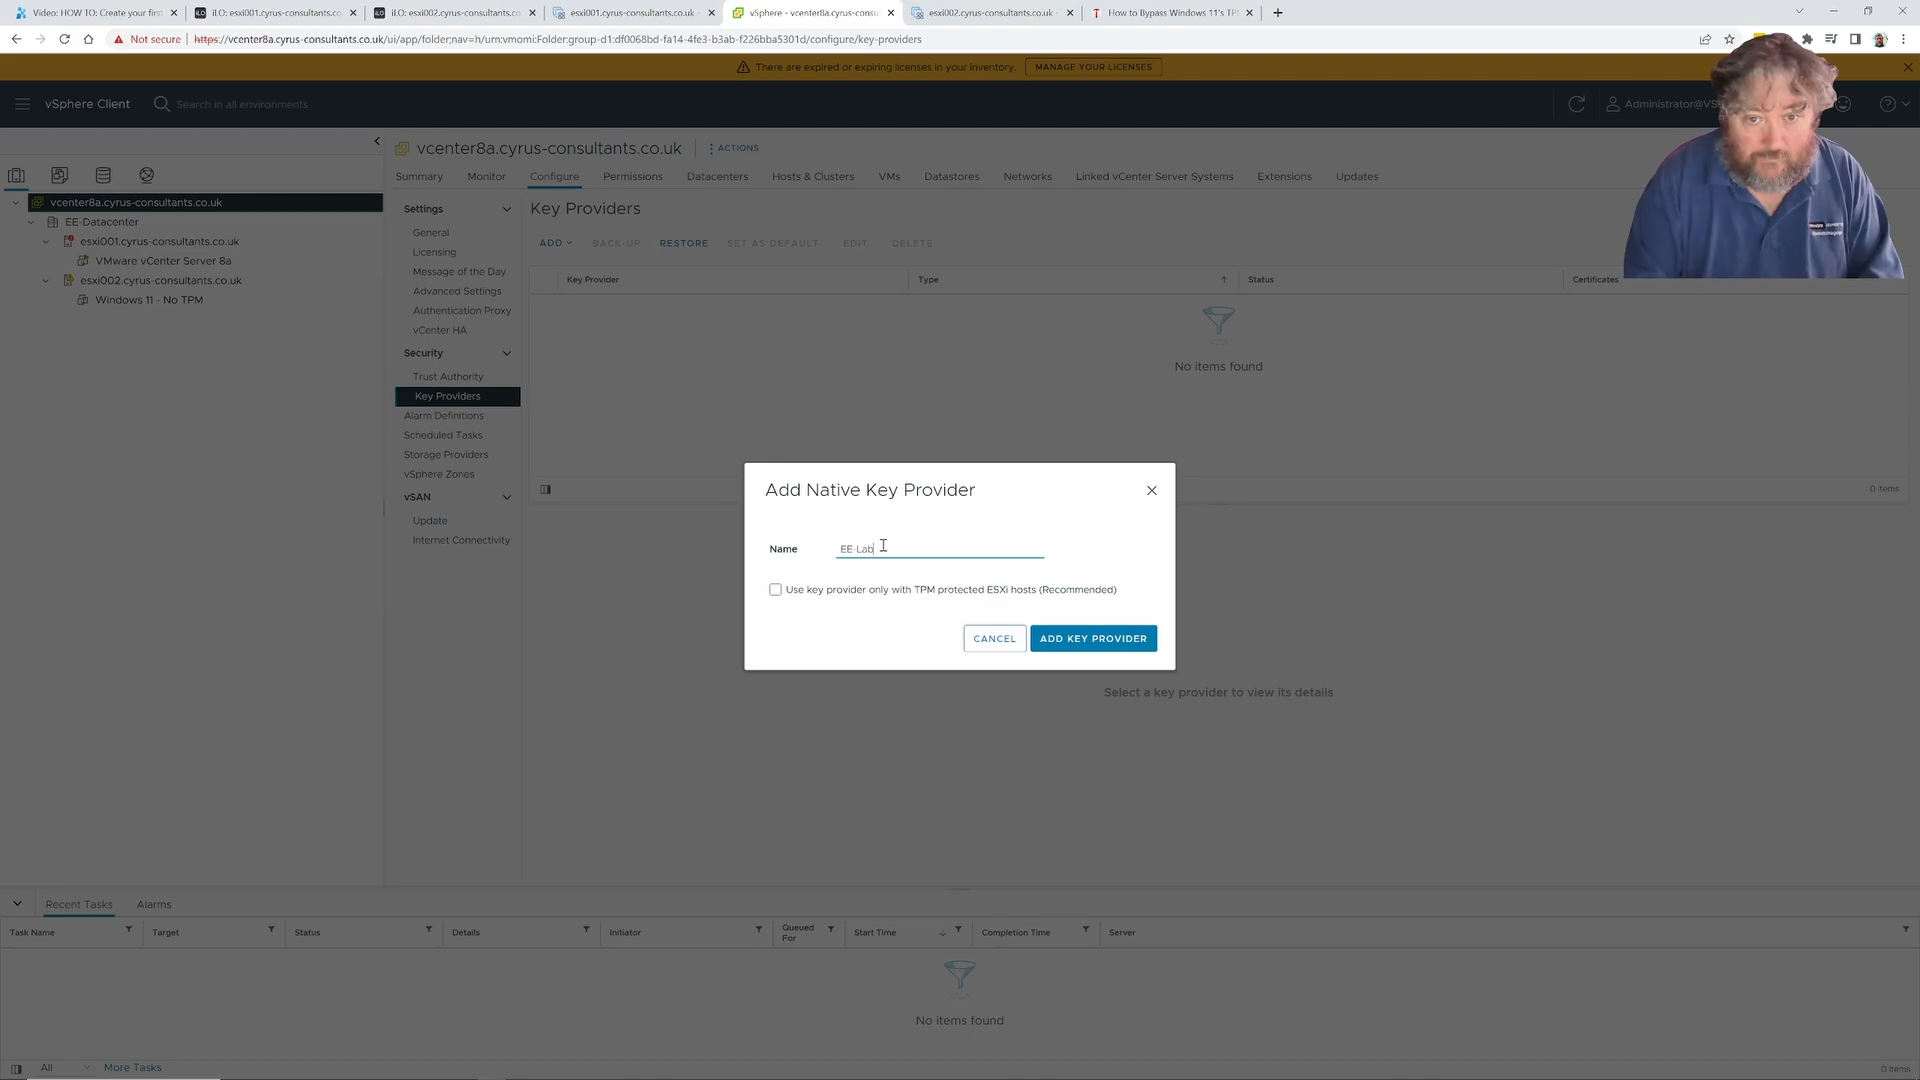 Video: HOW TO: Create your first
iLO: esxi001.cyrus-consultants.co
iLO: esxi002.cyrus-consultants.co
esxi001.cyrus-consultants.co.uk -
vSphere - vcenter8a.cyrus-consu
esxi002.cyrus-consultants.co.uk -
How to Bypass Windows 11's TP
Not secure
https://vcenter8a.cyrus-consultants.co.uk/ui/app/folder;nav=h/urn:vmomi:Folder:group-d1:df0068bd-fa14-4fe3-b3ab-f226bba5301d/configure/key-providers
There are expired or expiring licenses in your inventory.
MANAGE YOUR LICENSES
vSphere Client
Search in all environments
Administrator@VS
vcenter8a.cyrus-consultants.co.uk
ACTIONS
Summary
Monitor
Configure
Permissions
Datacenters
Hosts & Clusters
VMs
Datastores
Networks
Linked vCenter Server Systems
Extensions
Updates
vcenter8a.cyrus-consultants.co.uk
EE-Datacenter
esxi001.cyrus-consultants.co.uk
VMware vCenter Server 8a
esxi002.cyrus-consultants.co.uk
Windows 11 - No TPM
Settings
General
Licensing
Message of the Day
Advanced Settings
Authentication Proxy
vCenter HA
Security
Trust Authority
Key Providers
Alarm Definitions
Scheduled Tasks
Storage Providers
vSphere Zones
vSAN
Update
Internet Connectivity
Key Providers
ADD
BACK-UP
RESTORE
SET AS DEFAULT
EDIT
DELETE
Key Provider
Type
Status
Certificates
No items found
0 items
Add Native Key Provider
Name
EE-Lab
Use key provider only with TPM protected ESXi hosts (Recommended)
CANCEL
ADD KEY PROVIDER
Select a key provider to view its details
Recent Tasks
Alarms
Task Name
Target
Status
Details
Initiator
Queued
For
Start Time
Completion Time
Server
No items found
All
More Tasks
0 items